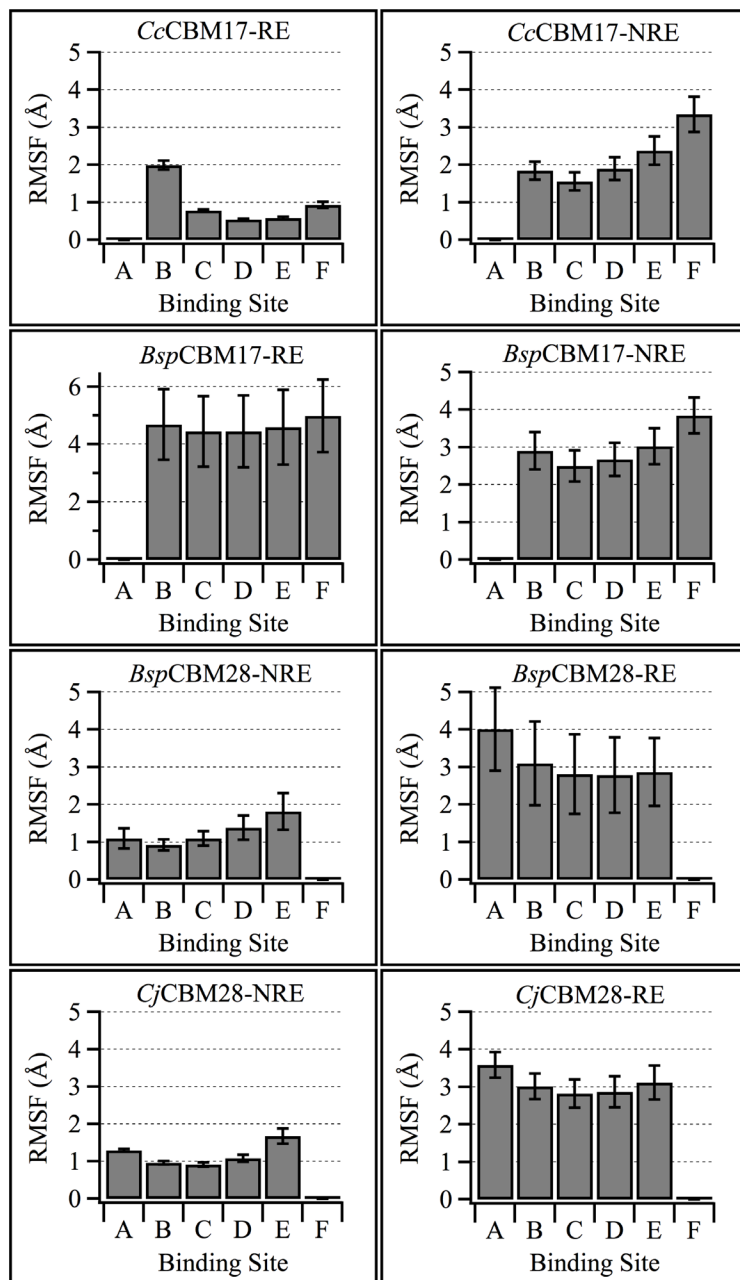 CcCBM17-RE
5
4
3
2
1
0
RMSF (Å)
A B C D E F
Binding Site
CcCBM17-NRE
5
4
3
2
1
0
RMSF (Å)
A B C D E F
Binding Site
BspCBM17-RE
6
4
2
0
RMSF (Å)
A B C D E F
Binding Site
BspCBM17-NRE
5
4
3
2
1
0
RMSF (Å)
A B C D E F
Binding Site
BspCBM28-NRE
5
4
3
2
1
0
RMSF (Å)
A B C D E F
Binding Site
BspCBM28-RE
5
4
3
2
1
0
RMSF (Å)
A B C D E F
Binding Site
CjCBM28-NRE
5
4
3
2
1
0
RMSF (Å)
A B C D E F
Binding Site
CjCBM28-RE
5
4
3
2
1
0
RMSF (Å)
A B C D E F
Binding Site